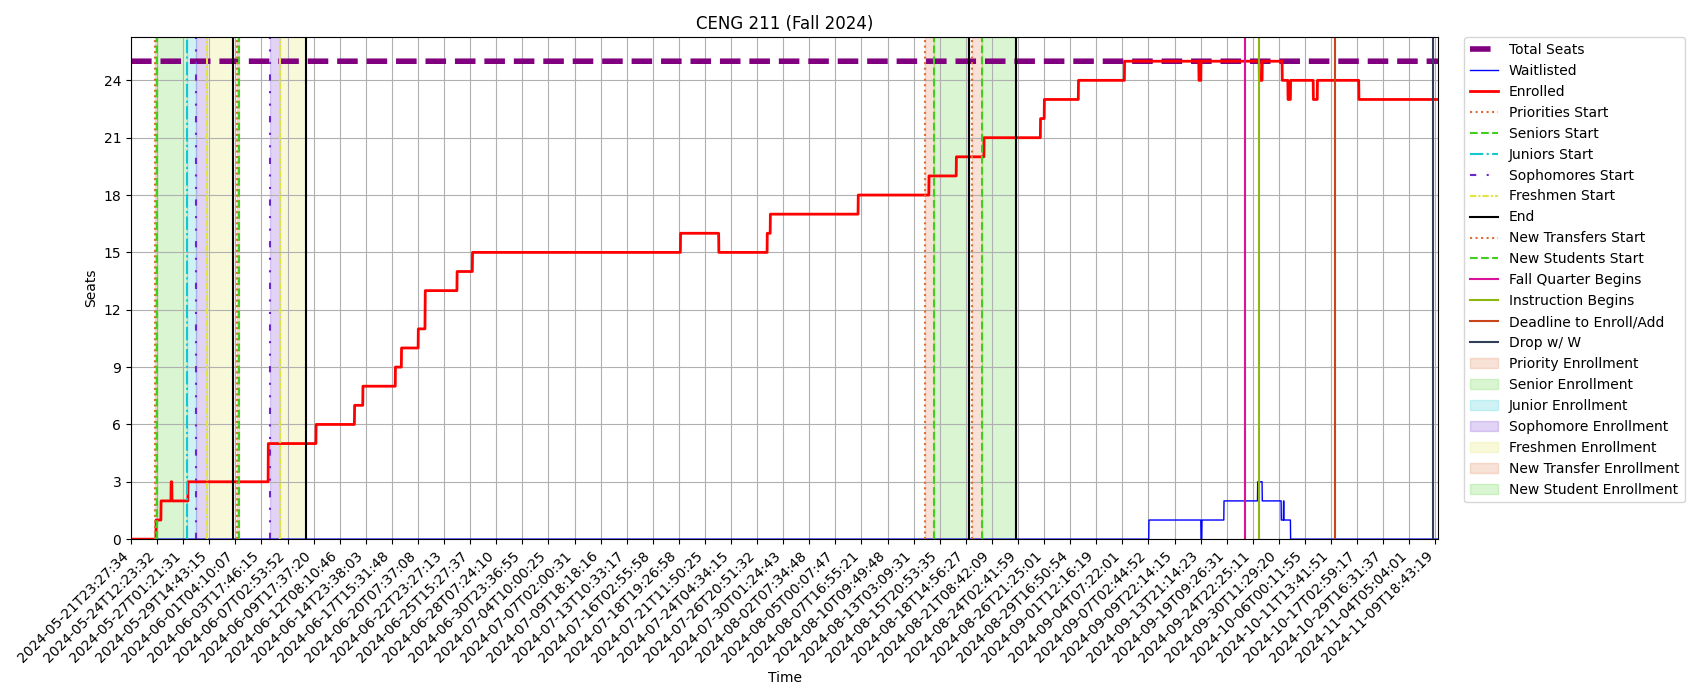 CENG 211 (Fall 2024)
Seats
24
21
18
15
12
9
6
3
0
2024-05-21T23:27:34
2024-05-24T12:23:32
2024-05-27T01:21:31
2024-05-29T14:43:15
2024-06-01T04:10:07
2024-06-03T17:46:15
2024-06-07T02:53:52
2024-06-09T17:37:20
2024-06-12T08:10:46
2024-06-14T23:38:03
2024-06-17T15:31:48
2024-06-20T07:37:08
2024-06-22T23:27:13
2024-06-25T15:27:37
2024-06-28T07:24:10
2024-06-30T23:36:55
2024-07-04T10:00:25
2024-07-07T02:00:31
2024-07-09T18:18:16
2024-07-13T10:33:17
2024-07-16T02:55:58
2024-07-18T19:26:58
2024-07-21T11:50:25
2024-07-24T04:34:15
2024-07-26T20:51:32
2024-07-30T01:24:43
2024-08-02T07:34:48
2024-08-05T00:07:47
2024-08-07T16:55:21
2024-08-10T09:49:48
2024-08-13T03:09:31
2024-08-15T20:53:35
2024-08-18T14:56:27
2024-08-21T08:42:09
2024-08-24T02:41:59
2024-08-26T21:25:01
2024-08-29T16:50:54
2024-09-01T12:16:19
2024-09-04T07:22:01
2024-09-07T02:44:52
2024-09-09T22:14:15
2024-09-13T21:14:23
2024-09-19T09:26:31
2024-09-24T22:25:11
2024-09-30T11:29:20
2024-10-06T00:11:55
2024-10-11T13:41:51
2024-10-17T02:59:17
2024-10-29T16:31:37
2024-11-04T05:04:01
2024-11-09T18:43:19
Time
Total Seats
Waitlisted
Enrolled
Priorities Start
Seniors Start
Juniors Start
Sophomores Start
Freshmen Start
End
New Transfers Start
New Students Start
Fall Quarter Begins
Instruction Begins
Deadline to Enroll/Add
Drop w/ W
Priority Enrollment
Senior Enrollment
Junior Enrollment
Sophomore Enrollment
Freshmen Enrollment
New Transfer Enrollment
New Student Enrollment